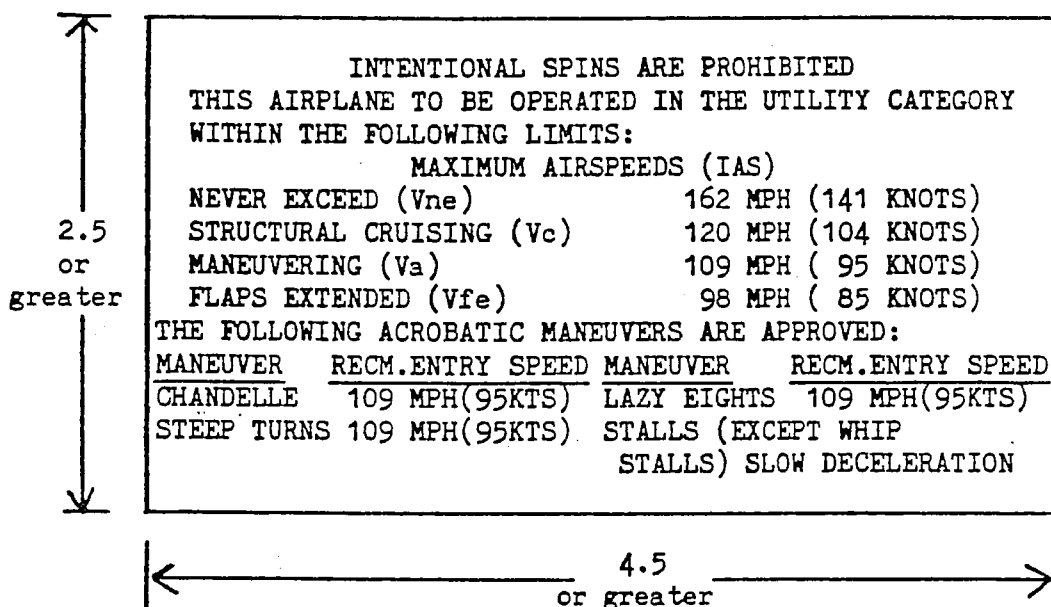 INTENTIONAL SPINS ARE PROHIBITED
THIS AIRPLANE TO BE OPERATED IN THE UTILITY CATEGORY
WITHIN THE FOLLOWING LIMITS:
MAXIMUM AIRSPEEDS (IAS)
NEVER EXCEED (Vne) 162 MPH (141 KNOTS)
STRUCTURAL CRUISING (Vc) 120 MPH (104 KNOTS)
MANEUVERING (Va) 109 MPH ( 95 KNOTS)
FLAPS EXTENDED (Vfe) 98 MPH ( 85 KNOTS)
THE FOLLOWING ACROBATIC MANEUVERS ARE APPROVED:
MANEUVER RECM.ENTRY SPEED MANEUVER RECM.ENTRY SPEED
CHANDELLE 109 MPH(95KTS) LAZY EIGHTS 109 MPH(95KTS)
STEEP TURNS 109 MPH(95KTS) STALLS (EXCEPT WHIP
STALLS) SLOW DECELERATION
2.5
or
greater
4.5
or greater